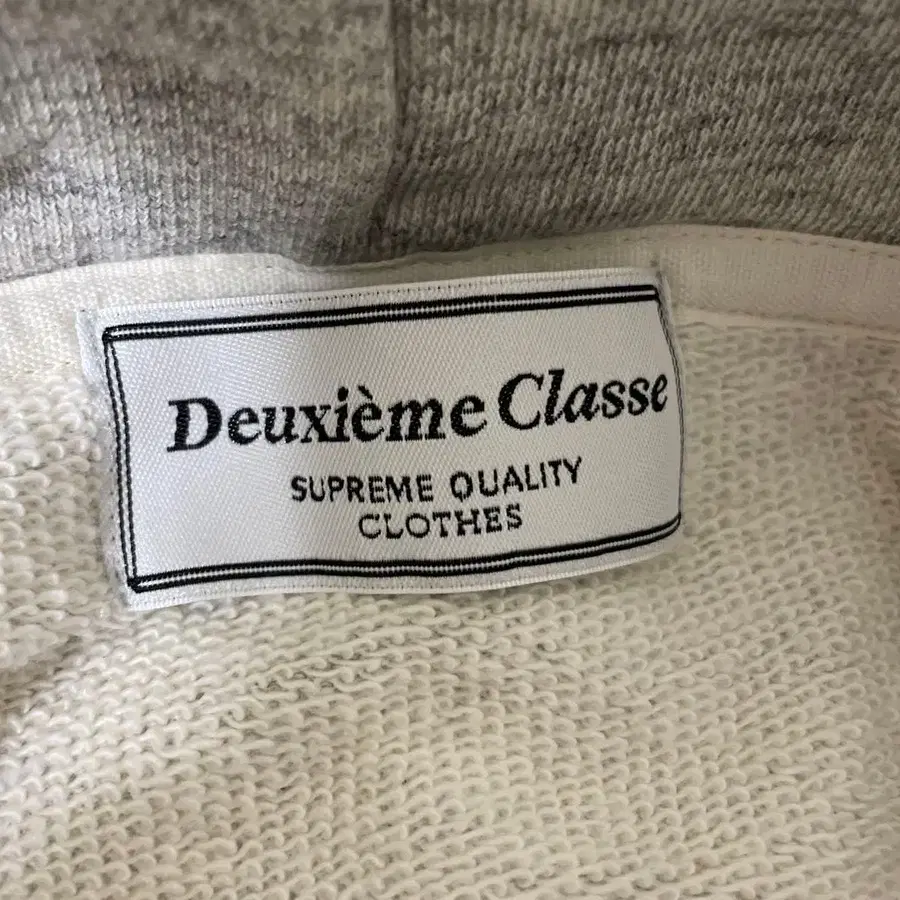 Deuxième Classe
SUPREME QUALITY
CLOTHES